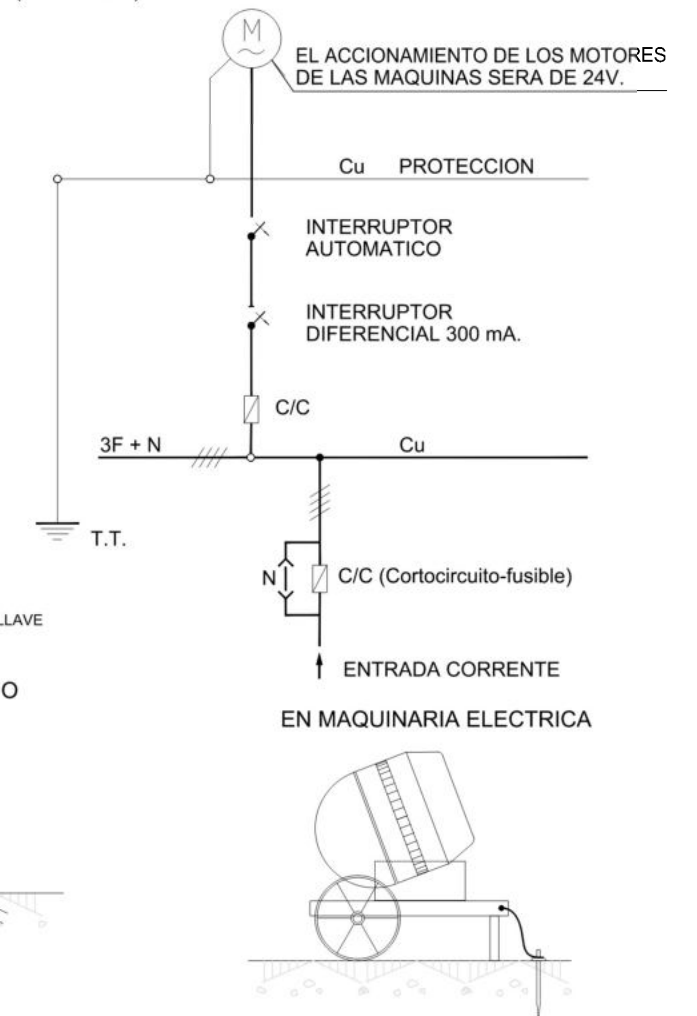 M
EL ACCIONAMIENTO DE LOS MOTORES
DE LAS MAQUINAS SERA DE 24V.
Cu PROTECCION
INTERRUPTOR
AUTOMATICO
INTERRUPTOR
DIFERENCIAL 300 mA.
C/C
3F + N
Cu
T.T.
N
C/C (Cortocircuito-fusible)
LLAVE
ENTRADA CORRENTE
O
EN MAQUINARIA ELECTRICA